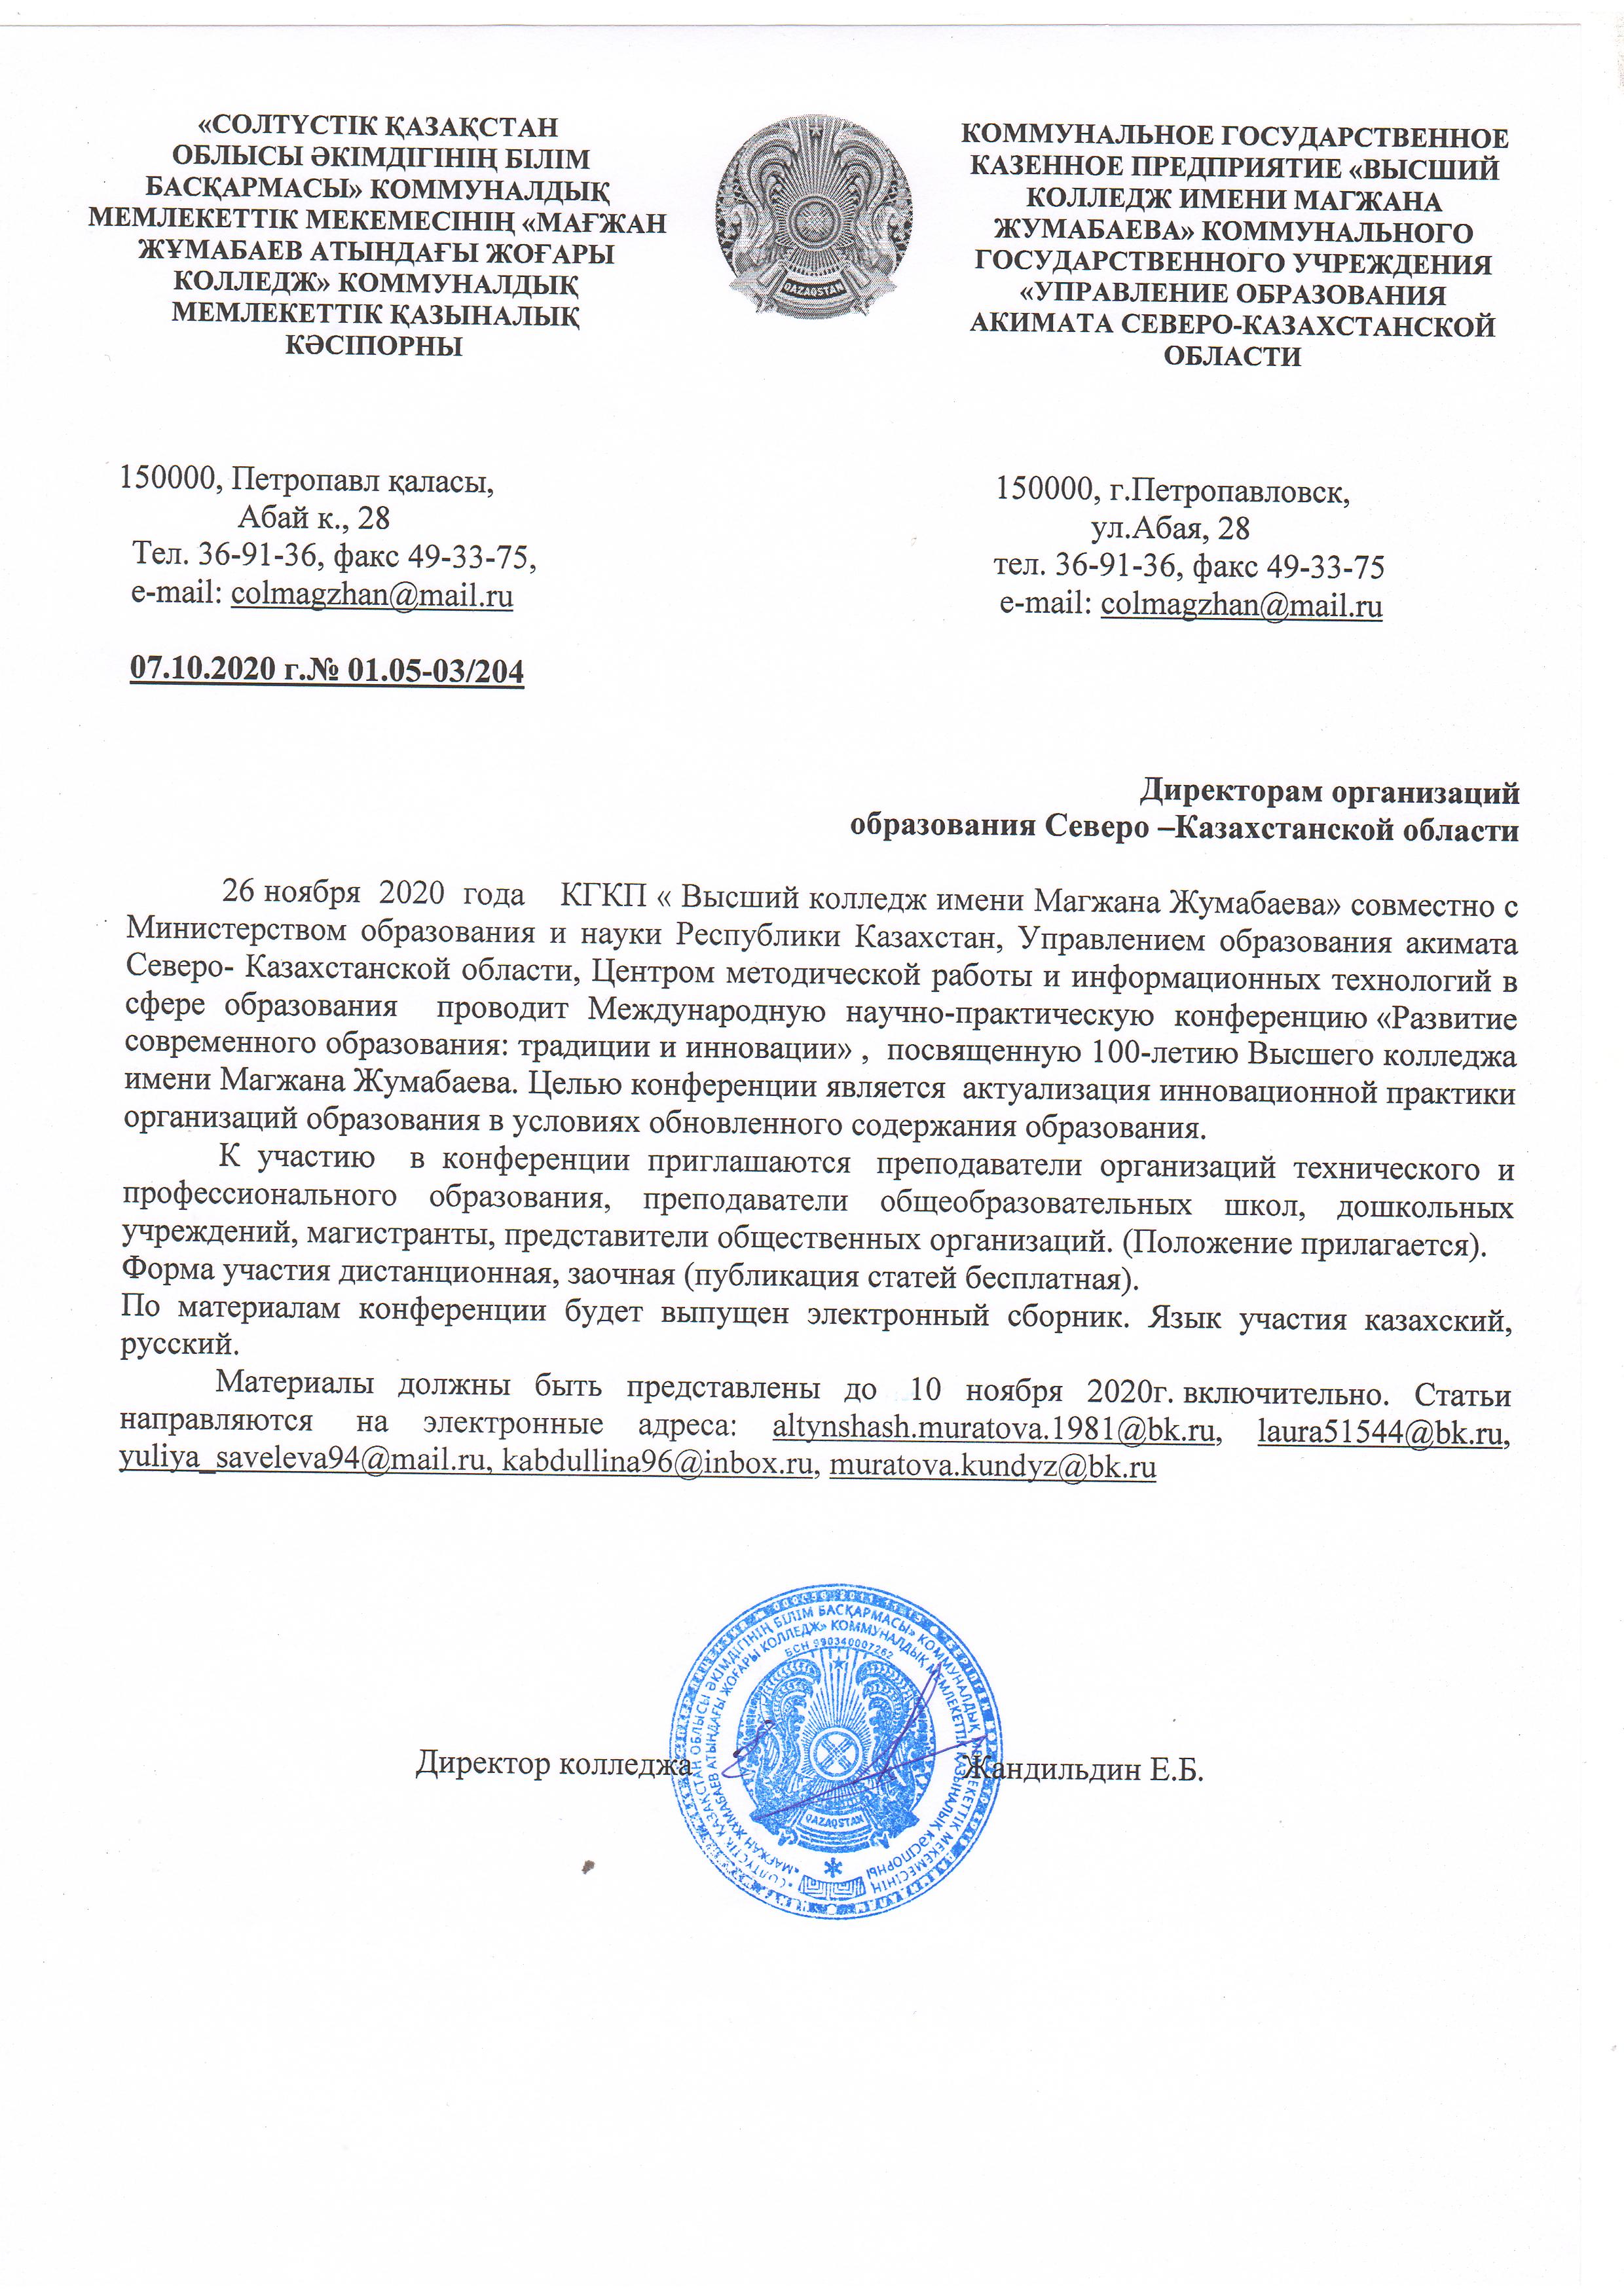 «СОЛТҮСТІК ҚАЗАҚСТАН
ОБЛЫСЫ ӘКІМДІГІНІҢ БІЛІМ
БАСҚАРМАСЫ» КОММУНАЛДЫҚ
МЕМЛЕКЕТТІК МЕКЕМЕСІНІҢ «МАҒЖАН
ЖҰМАБАЕВ АТЫНДАҒЫ ЖОҒАРЫ
КОЛЛЕДЖ» КОММУНАЛДЫҚ
МЕМЛЕКЕТТІК ҚАЗЫНАЛЫҚ
КӘСІПОРНЫ
QAZAQSTAN
КОММУНАЛЬНОЕ ГОСУДАРСТВЕННОЕ
КАЗЕННОЕ ПРЕДПРИЯТИЕ «ВЫСШИЙ
КОЛЛЕДЖ ИМЕНИ МАГЖАНА
ЖУМАБАЕВА» КОММУНАЛЬНОГО
ГОСУДАРСТВЕННОГО УЧРЕЖДЕНИЯ
«УПРАВЛЕНИЕ ОБРАЗОВАНИЯ
АКИМАТА СЕВЕРО-КАЗАХСТАНСКОЙ
ОБЛАСТИ
150000, Петропавл қаласы,
Абай к., 28
Тел. 36-91-36, факс 49-33-75,
e-mail: colmagzhan@mail.ru
150000, г.Петропавловск,
ул.Абая, 28
тел. 36-91-36, факс 49-33-75
e-mail: colmagzhan@mail.ru
07.10.2020 г.№ 01.05-03/204
Директорам организаций
образования Северо –Казахстанской области
26 ноября 2020 года КГКП « Высший колледж имени Магжана Жумабаева» совместно с
Министерством образования и науки Республики Казахстан, Управлением образования акимата
Северо- Казахстанской области, Центром методической работы и информационных технологий в
сфере образования проводит Международную научно-практическую конференцию «Развитие
современного образования: традиции и инновации» , посвященную 100-летию Высшего колледжа
имени Магжана Жумабаева. Целью конференции является актуализация инновационной практики
организаций образования в условиях обновленного содержания образования.
К участию в конференции приглашаются преподаватели организаций технического и
профессионального образования, преподаватели общеобразовательных школ, дошкольных
учреждений, магистранты, представители общественных организаций. (Положение прилагается).
Форма участия дистанционная, заочная (публикация статей бесплатная).
По материалам конференции будет выпущен электронный сборник. Язык участия казахский,
русский.
Материалы должны быть представлены до 10 ноября 2020г. включительно. Статьи
направляются на электронные адреса: altynshash.muratova.1981@bk.ru, laura51544@bk.ru,
yuliya_saveleva94@mail.ru, kabdullina96@inbox.ru, muratova.kundyz@bk.ru
Директор колледжа Жандильдин Е.Б.
«СОЛТҮСТІК ҚАЗАҚСТАН ОБЛЫСЫ ӘКІМДІГІНІҢ БІЛІМ БАСҚАРМАСЫ» КОММУНАЛДЫҚ МЕМЛЕКЕТТІК МЕКЕМЕСІНІҢ
«МАҒЖАН ЖҰМАБАЕВ АТЫНДАҒЫ ЖОҒАРЫ КОЛЛЕДЖ» КОММУНАЛДЫҚ МЕМЛЕКЕТТІК ҚАЗЫНАЛЫҚ КӘСІПОРНЫ
БСН 990340007262
QAZAQSTAN